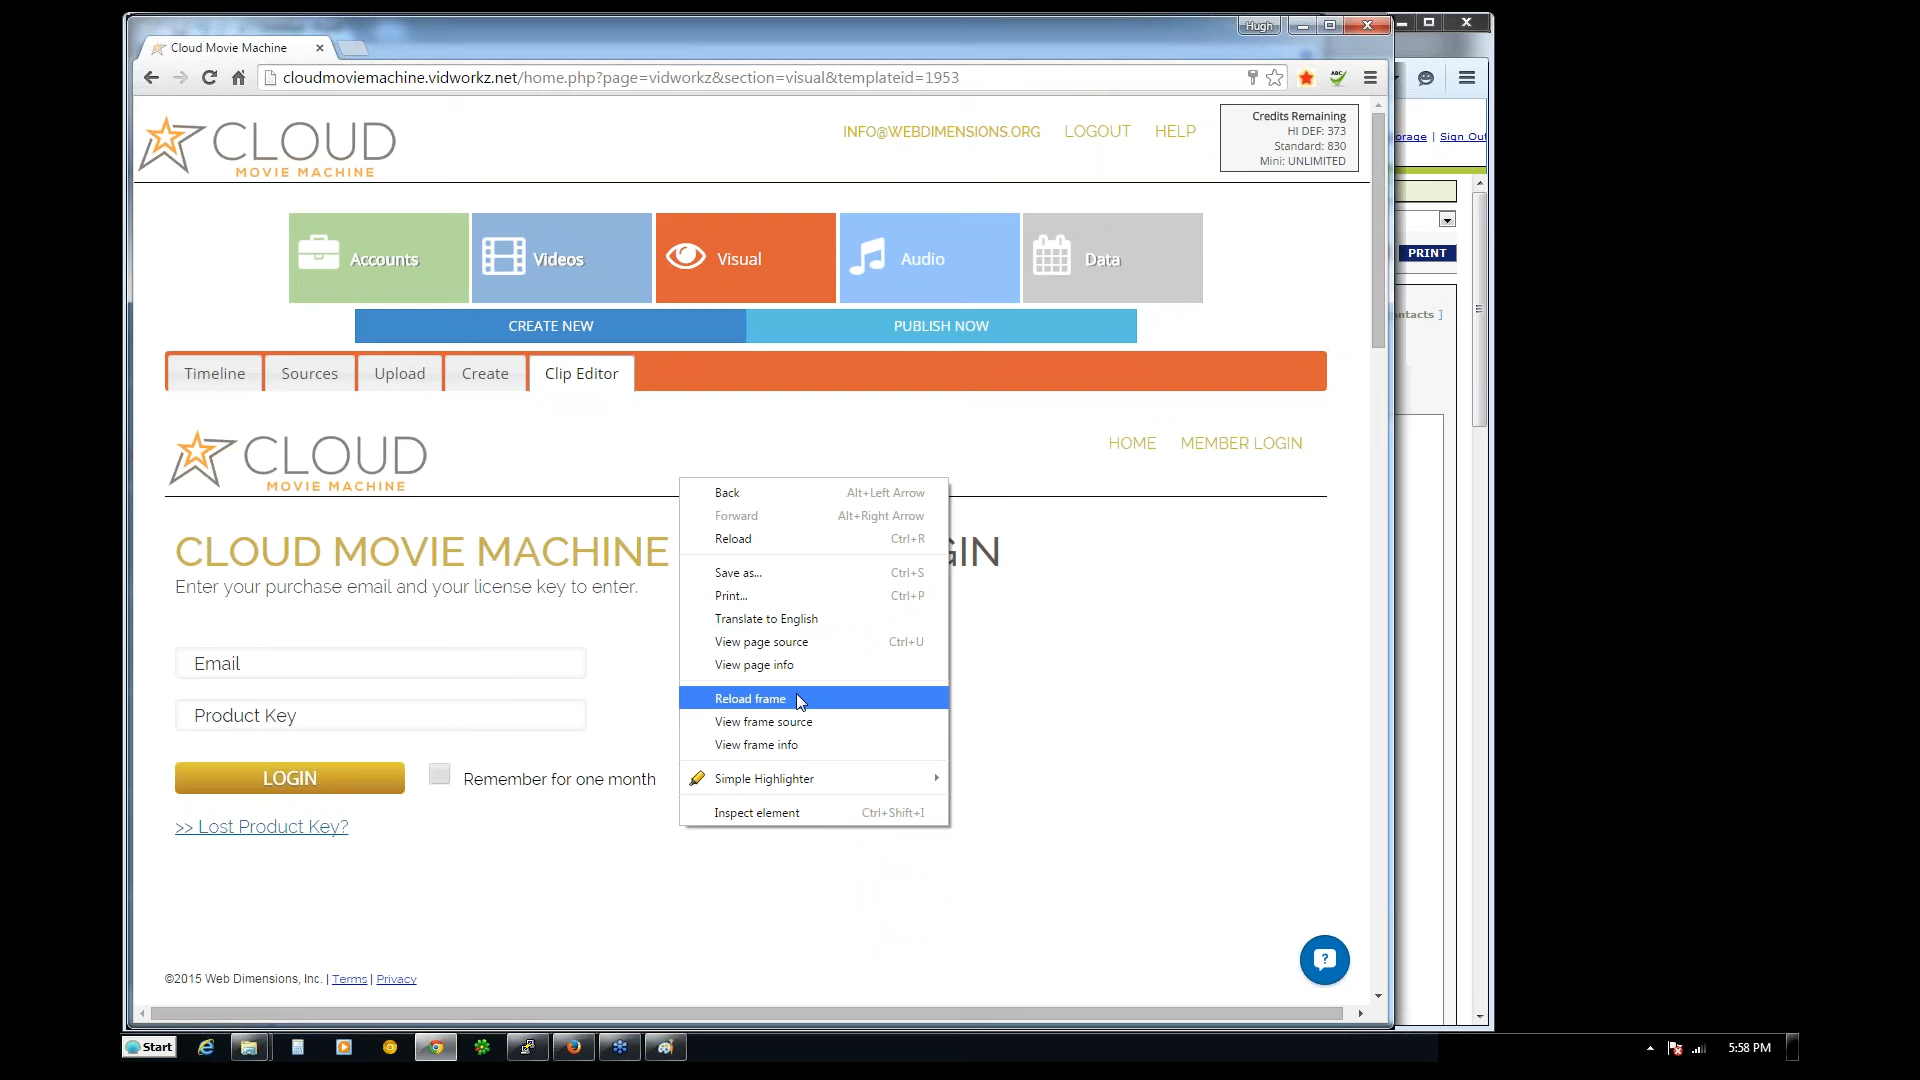 Hugh
Cloud Movie Machine
cloudmoviemachine.vidworkz.net/home.php?page=vidworkz&section=visual&templateid=1953
CLOUD
MOVIE MACHINE
INFO@WEBDIMENSIONS.ORG LOGOUT HELP
Credits Remaining
HI DEF: 373
Standard: 830
Mini: UNLIMITED
orage | Sign Out
Accounts Videos Visual Audio Data
PRINT
CREATE NEW PUBLISH NOW
ontacts ]
Timeline Sources Upload Create Clip Editor
CLOUD
MOVIE MACHINE
HOME MEMBER LOGIN
CLOUD MOVIE MACHINE GIN
Enter your purchase email and your license key to enter.
Email
Product Key
LOGIN Remember for one month
>> Lost Product Key?
Back Alt+Left Arrow
Forward Alt+Right Arrow
Reload Ctrl+R
Save as... Ctrl+S
Print... Ctrl+P
Translate to English
View page source Ctrl+U
View page info
Reload frame
View frame source
View frame info
Simple Highlighter
Inspect element Ctrl+Shift+I
©2015 Web Dimensions, Inc. | Terms | Privacy
Start
5:58 PM